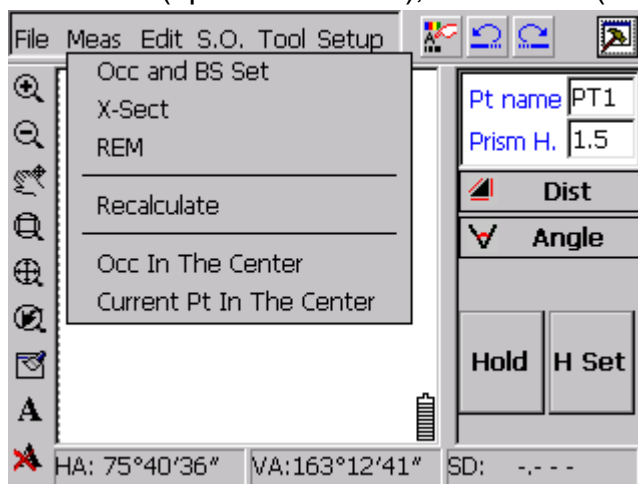 File Meas Edit S.O. Tool Setup
Occ and BS Set
X-Sect
REM
Recalculate
Occ In The Center
Current Pt In The Center
Pt name PT1
Prism H. 1.5
Dist
Angle
Hold H Set
A
HA: 75°40'36" VA:163°12'41" SD: -.- - -